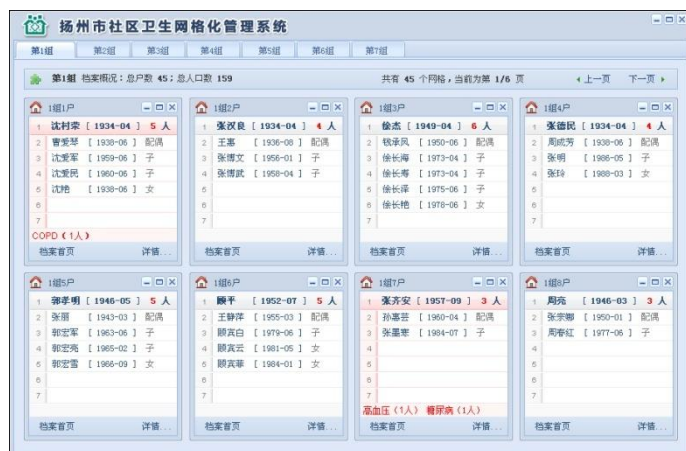 扬州市社区卫生网格化管理系统
第1组 第2组 第3组 第4组 第5组 第6组 第7组
第1组 档案概况：总户数 45；总人口数 159 共有 45 个网格，当前为第 1/6 页 上一页 下一页
1组1户
1 沈村荣 [ 1934-04 ] 5 人
2 曹爱琴 [ 1938-06 ] 配偶
3 沈爱军 [ 1959-06 ] 子
4 沈爱民 [ 1960-06 ] 子
5 沈艳 [ 1938-06 ] 女
6
7
COPD（1人）
档案首页 详情...
1组2户
1 张汉良 [ 1934-04 ] 4 人
2 王惠 [ 1936-08 ] 配偶
3 张博文 [ 1956-01 ] 子
4 张博武 [ 1958-04 ] 子
5
6
7
档案首页 详情...
1组3户
1 徐杰 [ 1949-04 ] 6 人
2 钱承风 [ 1950-06 ] 配偶
3 徐长海 [ 1973-04 ] 子
4 徐长寿 [ 1973-04 ] 子
5 徐长泽 [ 1975-06 ] 子
6 徐长艳 [ 1978-06 ] 女
7
档案首页 详情...
1组4户
1 张德民 [ 1934-04 ] 4 人
2 周成芳 [ 1938-06 ] 配偶
3 张明 [ 1986-05 ] 子
4 张玲 [ 1988-03 ] 女
5
6
7
档案首页 详情...
1组5户
1 郭孝明 [ 1946-05 ] 5 人
2 张丽 [ 1943-03 ] 配偶
3 郭宏军 [ 1963-06 ] 子
4 郭宏亮 [ 1965-02 ] 子
5 郭宏雪 [ 1966-09 ] 女
6
7
档案首页 详情...
1组6户
1 顾平 [ 1952-07 ] 5 人
2 王静萍 [ 1955-03 ] 配偶
3 顾宾白 [ 1979-06 ] 子
4 顾宾云 [ 1981-05 ] 女
5 顾宾菲 [ 1984-01 ] 女
6
7
档案首页 详情...
1组7户
1 张齐安 [ 1957-09 ] 3 人
2 孙惠芸 [ 1960-04 ] 配偶
3 张墨寒 [ 1984-07 ] 子
4
5
6
7
高血压（1人） 糖尿病（1人）
档案首页 详情...
1组8户
1 周亮 [ 1946-03 ] 3 人
2 张宗娜 [ 1950-01 ] 配偶
3 周春红 [ 1977-06 ] 子
4
5
6
7
档案首页 详情...